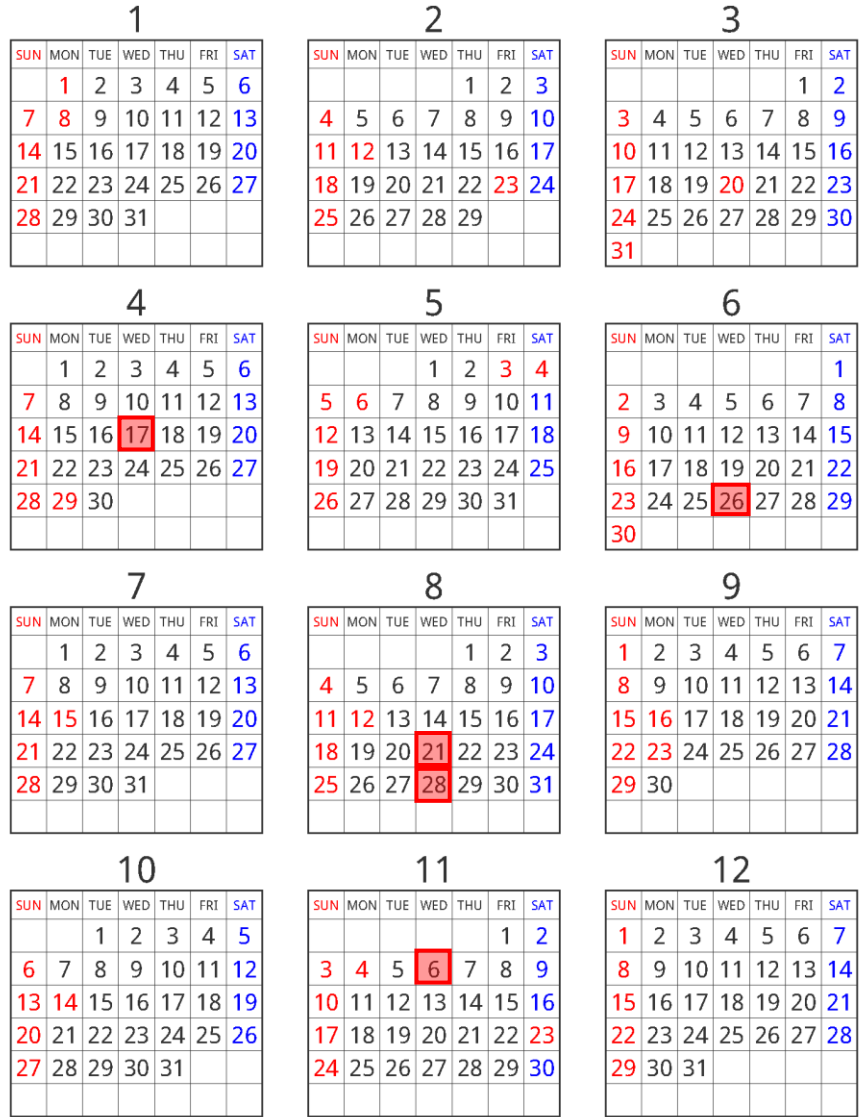 1
SUN MON TUE WED THU FRI SAT
1 2 3 4 5 6
7 8 9 10 11 12 13
14 15 16 17 18 19 20
21 22 23 24 25 26 27
28 29 30 31
2
SUN MON TUE WED THU FRI SAT
1 2 3
4 5 6 7 8 9 10
11 12 13 14 15 16 17
18 19 20 21 22 23 24
25 26 27 28 29
3
SUN MON TUE WED THU FRI SAT
1 2
3 4 5 6 7 8 9
10 11 12 13 14 15 16
17 18 19 20 21 22 23
24 25 26 27 28 29 30
31
4
SUN MON TUE WED THU FRI SAT
1 2 3 4 5 6
7 8 9 10 11 12 13
14 15 16 17 18 19 20
21 22 23 24 25 26 27
28 29 30
5
SUN MON TUE WED THU FRI SAT
1 2 3 4
5 6 7 8 9 10 11
12 13 14 15 16 17 18
19 20 21 22 23 24 25
26 27 28 29 30 31
6
SUN MON TUE WED THU FRI SAT
1
2 3 4 5 6 7 8
9 10 11 12 13 14 15
16 17 18 19 20 21 22
23 24 25 26 27 28 29
30
7
SUN MON TUE WED THU FRI SAT
1 2 3 4 5 6
7 8 9 10 11 12 13
14 15 16 17 18 19 20
21 22 23 24 25 26 27
28 29 30 31
8
SUN MON TUE WED THU FRI SAT
1 2 3
4 5 6 7 8 9 10
11 12 13 14 15 16 17
18 19 20 21 22 23 24
25 26 27 28 29 30 31
9
SUN MON TUE WED THU FRI SAT
1 2 3 4 5 6 7
8 9 10 11 12 13 14
15 16 17 18 19 20 21
22 23 24 25 26 27 28
29 30
10
SUN MON TUE WED THU FRI SAT
1 2 3 4 5
6 7 8 9 10 11 12
13 14 15 16 17 18 19
20 21 22 23 24 25 26
27 28 29 30 31
11
SUN MON TUE WED THU FRI SAT
1 2
3 4 5 6 7 8 9
10 11 12 13 14 15 16
17 18 19 20 21 22 23
24 25 26 27 28 29 30
12
SUN MON TUE WED THU FRI SAT
1 2 3 4 5 6 7
8 9 10 11 12 13 14
15 16 17 18 19 20 21
22 23 24 25 26 27 28
29 30 31